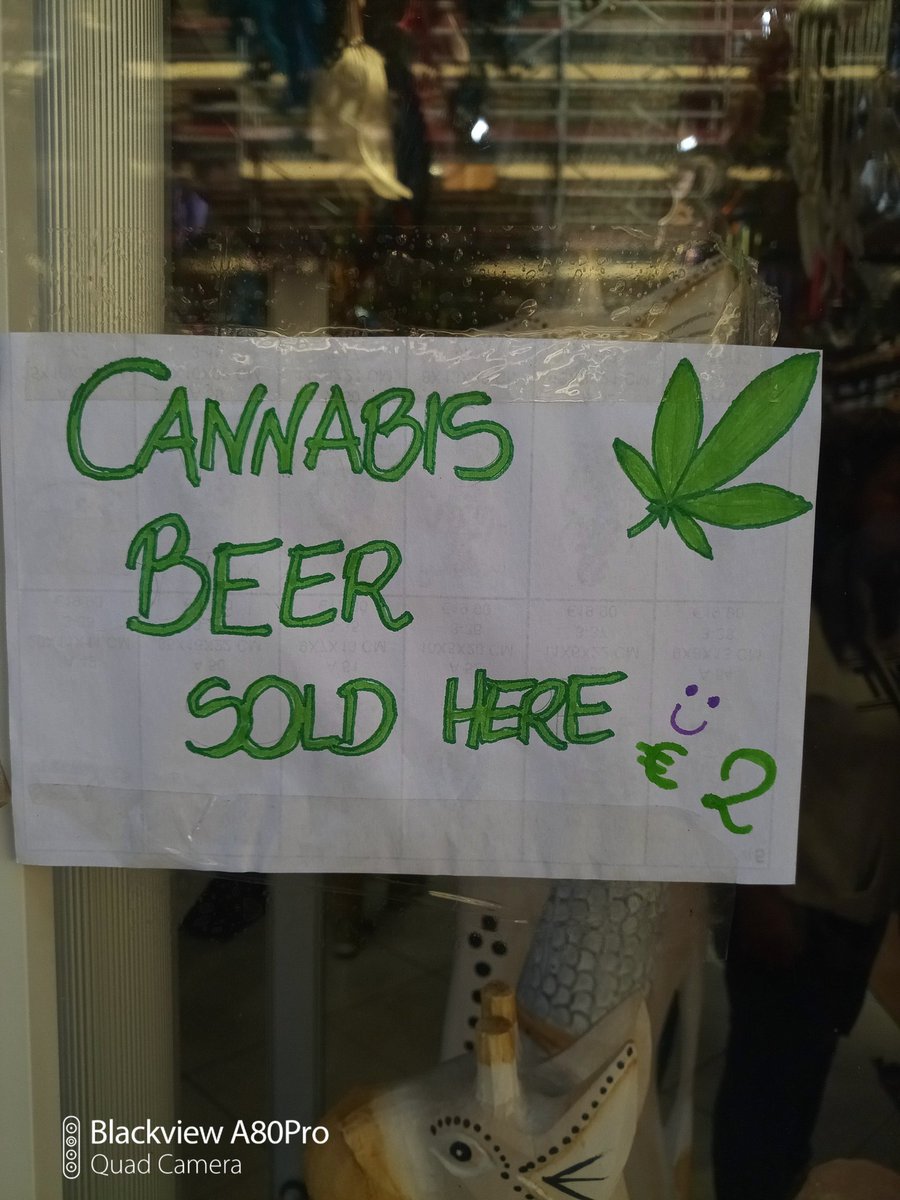 CANNABIS
BEER
SOLD HERE
€2
Blackview A80Pro
Quad Camera